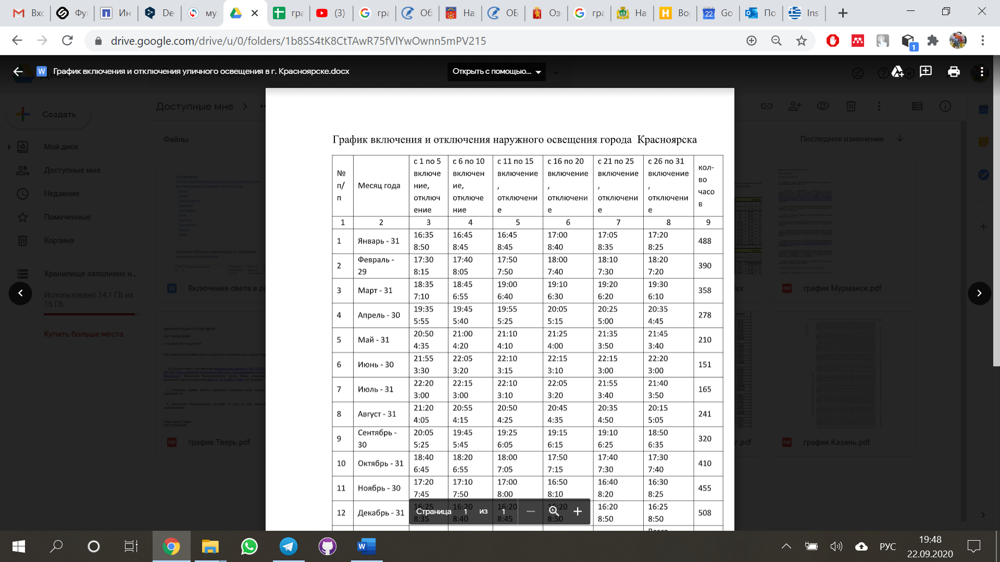 Вхо
Фу
Ин
De
му
гра
(3)
гра
Об
На
ОБ
Оз
гра
На
Вор
Go
По
Ins
drive.google.com/drive/u/0/folders/1b8SS4tK8CtTAwR75fVlYwOwnn5mPV215
График включения и отключения уличного освещения в г. Красноярске.docx
Открыть с помощью...
Создать
Доступные мне
Файлы
Последнее изменение
Мой диск
Доступные мне
Недавние
Помеченные
Корзина
Хранилище заполнено н...
Использовано 14,1 ГБ из
15 ГБ
Купить больше места
Включение света в ра
график Мурманск.pdf
график Тверь.pdf
график Казань.pdf
График включения и отключения наружного освещения города Красноярска
№ п/п Месяц года с 1 по 5 включение, отключение с 6 по 10 включение, отключение с 11 по 15 включение, отключение с 16 по 20 включение, отключение с 21 по 25 включение, отключение с 26 по 31 включение, отключение кол-во часов
1 2 3 4 5 6 7 8 9
1 Январь - 31 16:35 8:50 16:45 8:45 16:45 8:45 17:00 8:40 17:05 8:35 17:20 8:25 488
2 Февраль - 29 17:30 8:15 17:40 8:05 17:50 7:50 18:00 7:40 18:10 7:30 18:20 7:20 390
3 Март - 31 18:35 7:10 18:45 6:55 19:00 6:40 19:10 6:30 19:20 6:20 19:30 6:10 358
4 Апрель - 30 19:35 5:55 19:45 5:40 19:55 5:25 20:05 5:15 20:25 5:00 20:35 4:45 278
5 Май - 31 20:50 4:35 21:00 4:20 21:10 4:10 21:25 4:00 21:35 3:50 21:45 3:40 210
6 Июнь - 30 21:55 3:30 22:05 3:20 22:10 3:15 22:15 3:10 22:15 3:00 22:20 3:00 151
7 Июль - 31 22:20 3:00 22:15 3:00 22:10 3:10 22:05 3:20 21:55 3:40 21:40 3:50 165
8 Август - 31 21:20 4:05 20:55 4:15 20:50 4:25 20:45 4:35 20:35 4:50 20:15 5:05 241
9 Сентябрь - 30 20:05 5:25 19:45 5:45 19:25 6:05 19:15 6:15 19:10 6:25 18:50 6:35 320
10 Октябрь - 31 18:40 6:45 18:20 6:55 18:00 7:05 17:50 7:15 17:40 7:30 17:30 7:40 410
11 Ноябрь - 30 17:20 7:45 17:10 7:50 17:00 8:00 16:50 8:10 16:40 8:20 16:30 8:25 455
12 Декабрь - 31 16:25 8:35 16:20 8:40 16:20 8:45 16:20 8:50 16:20 8:50 16:25 8:50 508
Страница 1 из 1
РУС
19:48
22.09.2020